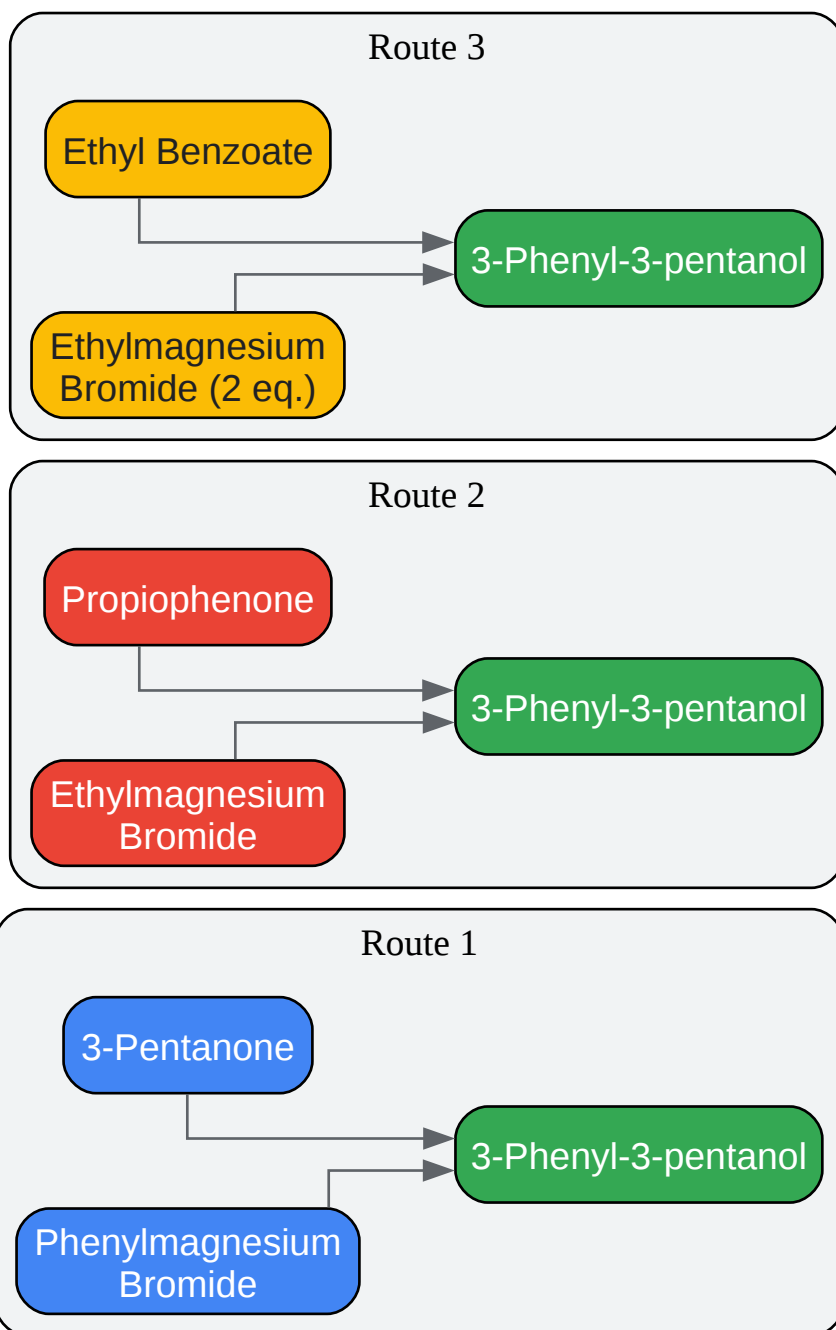 Route 3
Ethyl Benzoate
3-Phenyl-3-pentanol
Ethylmagnesium
Bromide (2 eq.)
Route 2
Propiophenone
3-Phenyl-3-pentanol
Ethylmagnesium
Bromide
Route 1
3-Pentanone
3-Phenyl-3-pentanol
Phenylmagnesium
Bromide